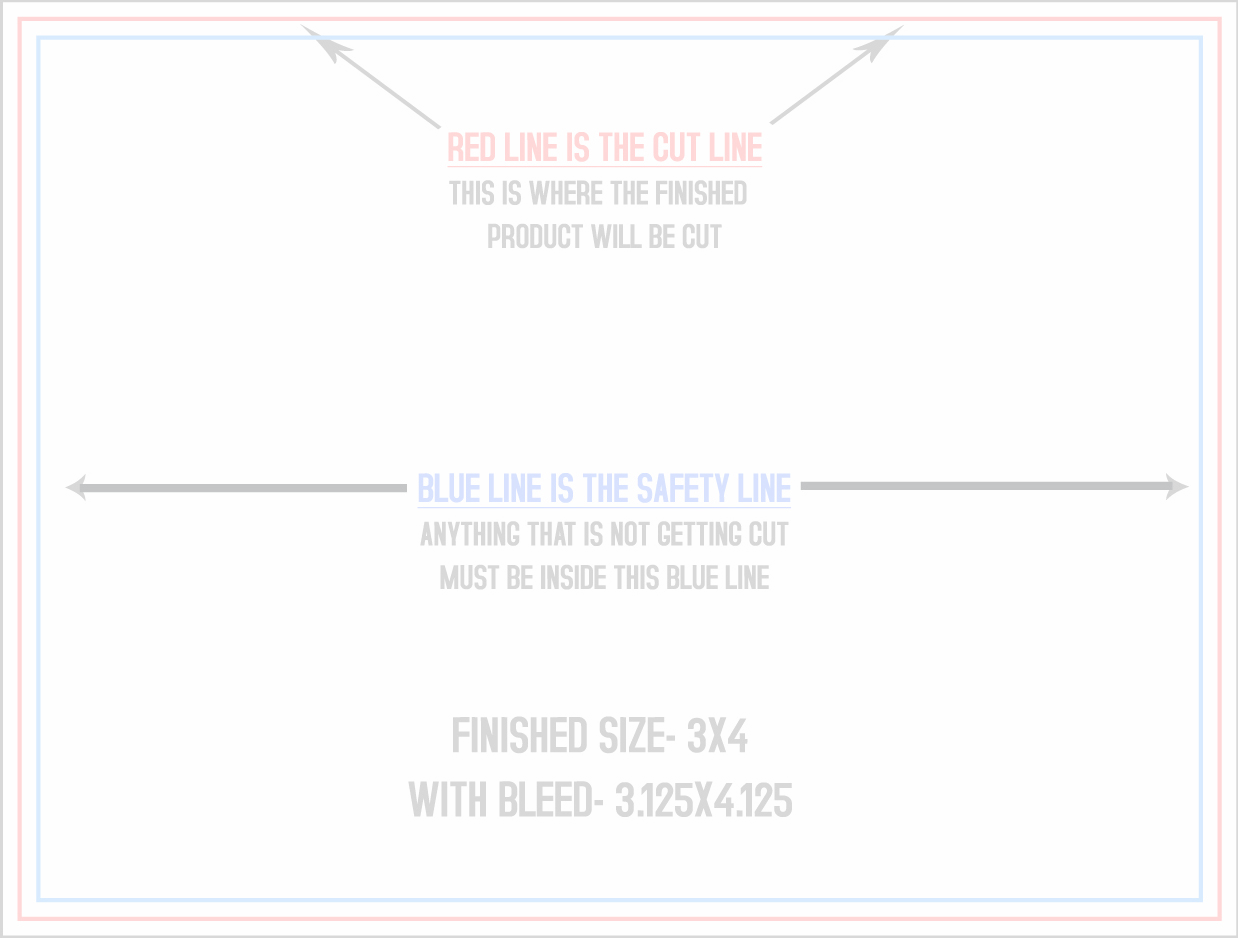 RED LINE IS THE CUT LINE
THIS IS WHERE THE FINISHED
PRODUCT WILL BE CUT
BLUE LINE IS THE SAFETY LINE
ANYTHING THAT IS NOT GETTING CUT
MUST BE INSIDE THIS BLUE LINE
FINISHED SIZE- 3X4
WITH BLEED- 3.125X4.125